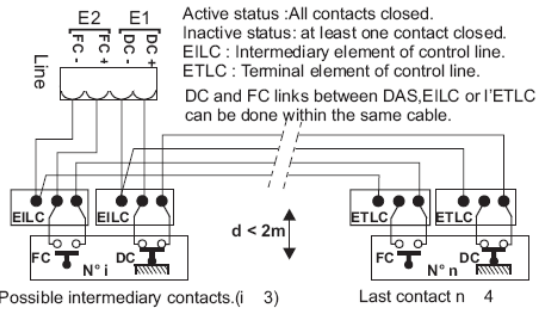 E2 E1
FC - FC + DC - DC +
Line
Active status :All contacts closed.
Inactive status: at least one contact closed.
EILC : Intermediary element of control line.
ETLC : Terminal element of control line.
DC and FC links between DAS,EILC or l'ETLC
can be done within the same cable.
EILC EILC ETLC ETLC
d < 2m
FC DC FC DC
N° i N° n
Possible intermediary contacts.(i 3) Last contact n 4